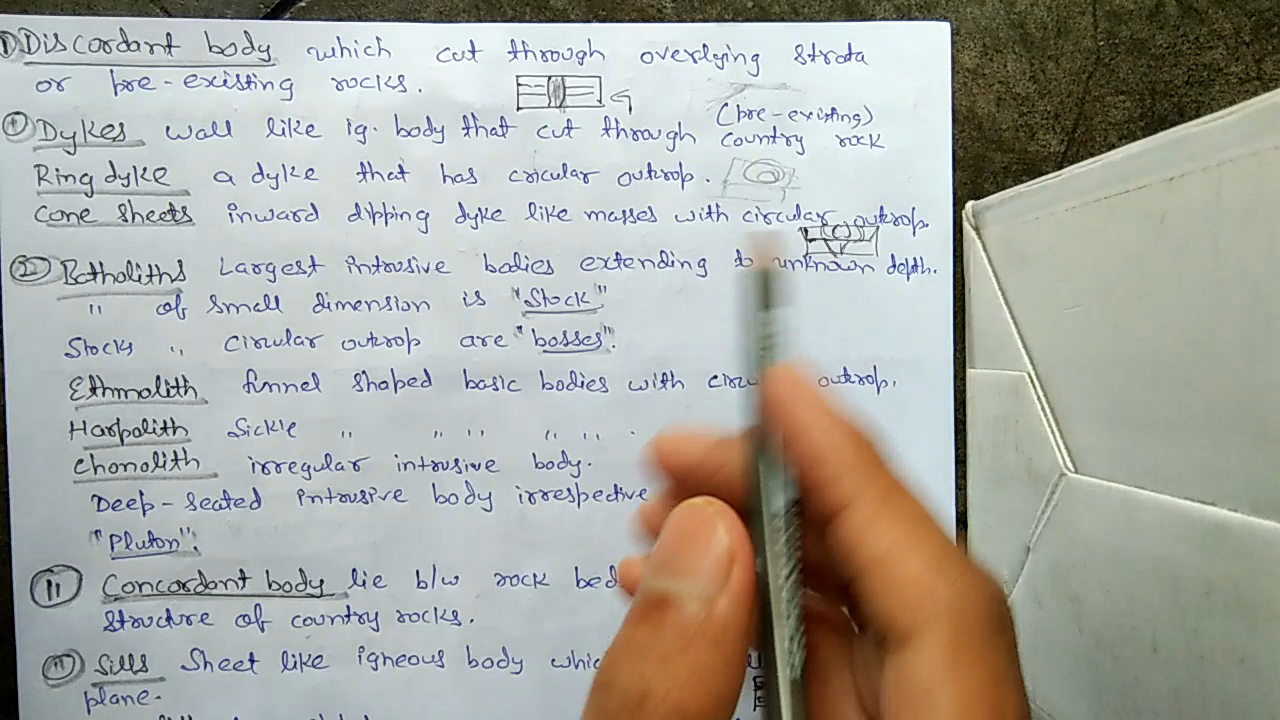 ① Discordant body which cut through overlying strata
or pre-existing rocks.
① Dykes wall like ig. body that cut through (pre-existing) country rock
Ring dyke a dyke that has cricular outcrop.
Cone sheets inward dipping dyke like masses with circular outcrop.
② Batholiths Largest intrusive bodies extending to unknown depth.
" of small dimension is "Stock"
Stocks " circular outcrop are "bosses".
Ethmolith funnel shaped basic bodies with outcrop.
Harpolith Sickle " " " " " .
Chonolith irregular intrusive body.
Deep-seated intrusive body irrespective
"Pluton".
II Concordant body lie b/w rock
structure of country rocks.
Sills Sheet like igneous body
plane.